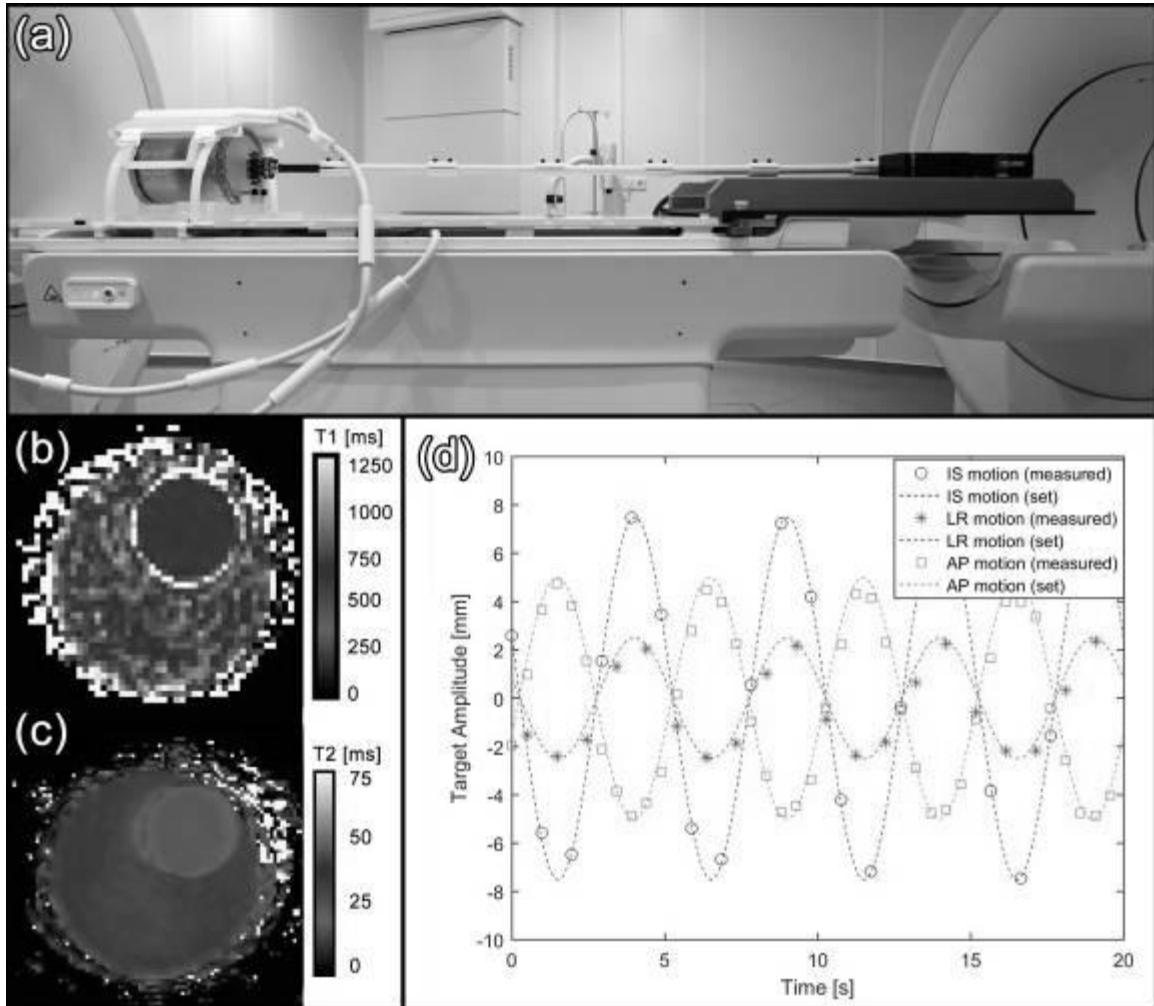 (a)
(b)
T1 [ms]
1250
1000
750
500
250
0
(c)
T2 [ms]
75
50
25
0
(d)
Target Amplitude [mm]
10
8
6
4
2
0
-2
-4
-6
-8
-10
0
5
10
15
20
Time [s]
IS motion (measured)
IS motion (set)
LR motion (measured)
LR motion (set)
AP motion (measured)
AP motion (set)